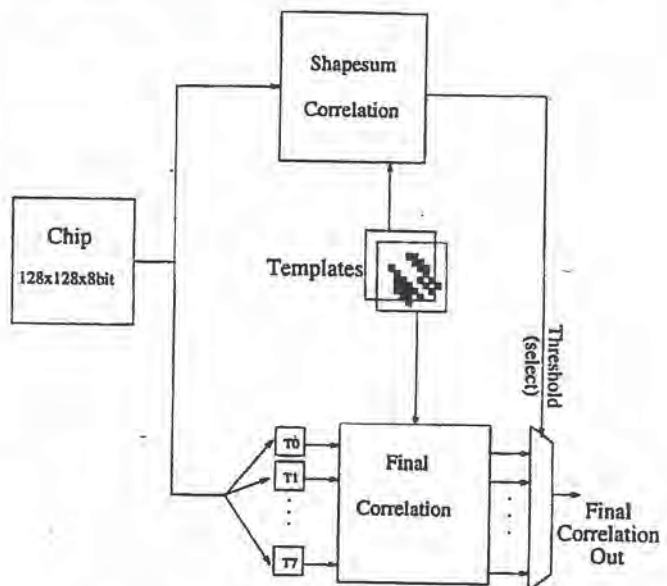 Shapesum
Correlation
Chip
128x128x8bit
Templates
Threshold
(select)
T0
T1
T7
Final
Correlation
Final
Correlation
Out